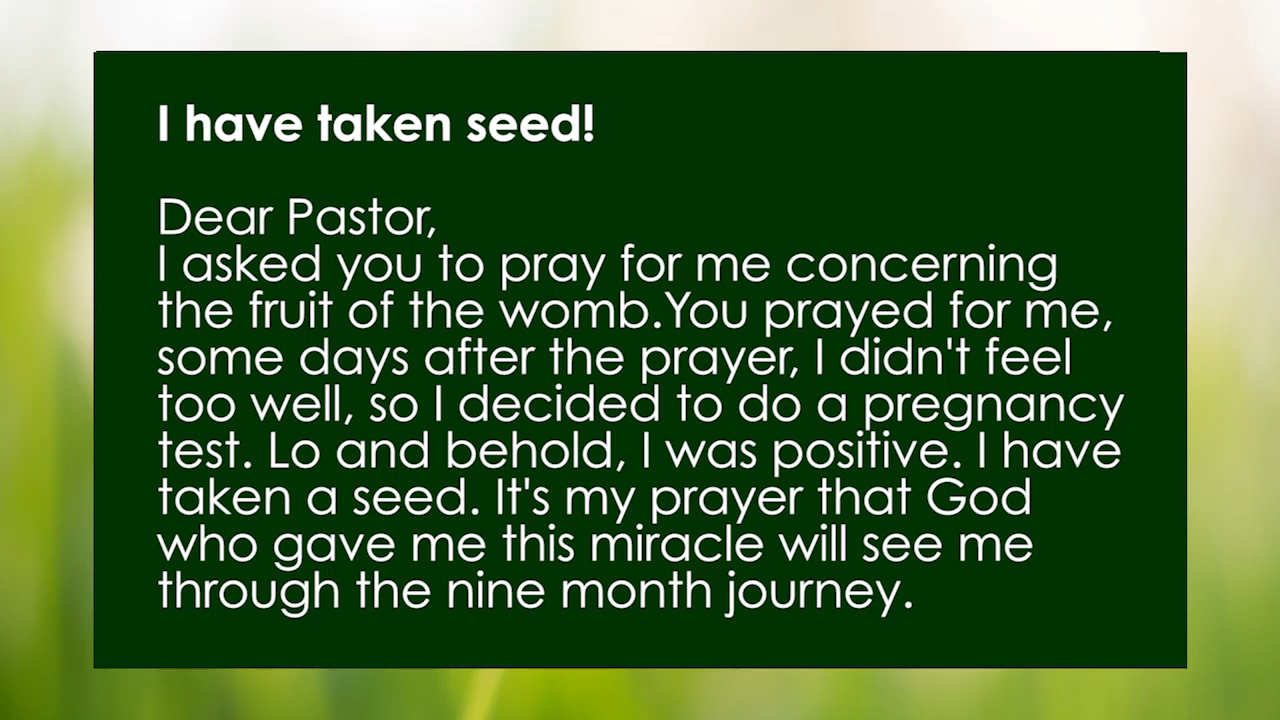 I have taken seed!
Dear Pastor,
I asked you to pray for me concerning
the fruit of the womb.You prayed for me,
some days after the prayer, I didn't feel
too well, so I decided to do a pregnancy
test. Lo and behold, I was positive. I have
taken a seed. It's my prayer that God
who gave me this miracle will see me
through the nine month journey.